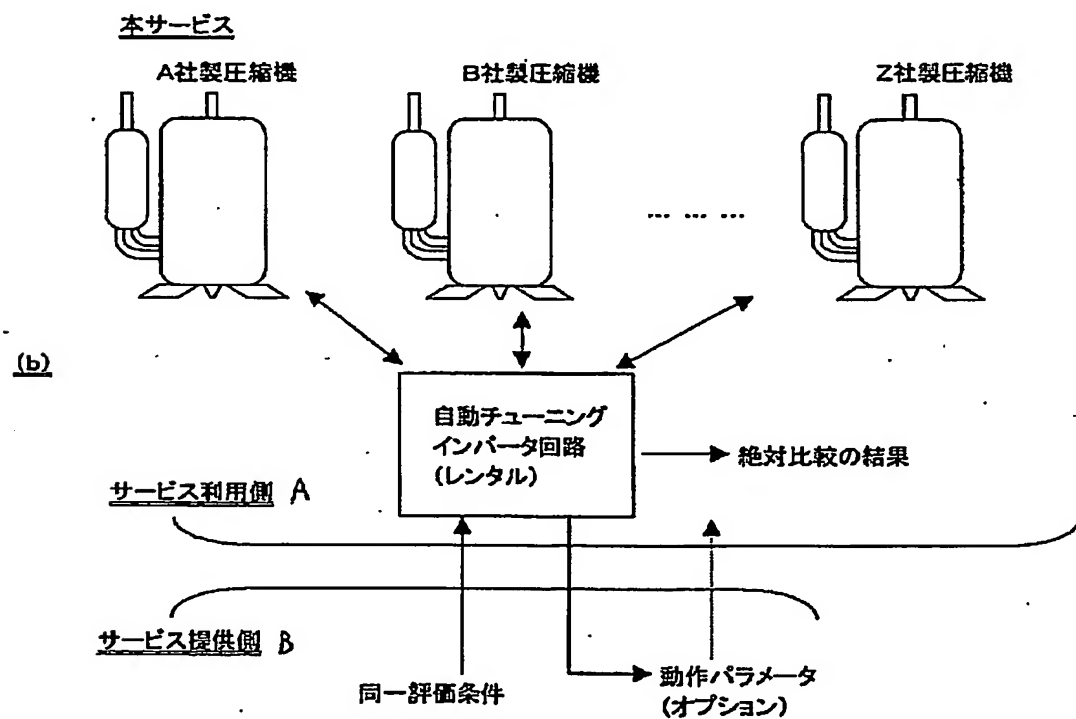 本サービス
A社製圧縮機
B社製圧縮機
Z社製圧縮機
… … …
(b)
自動チューニング
インバータ回路
(レンタル)
絶対比較の結果
サービス利用側 A
サービス提供側 B
同一評価条件
動作パラメータ
(オプション)